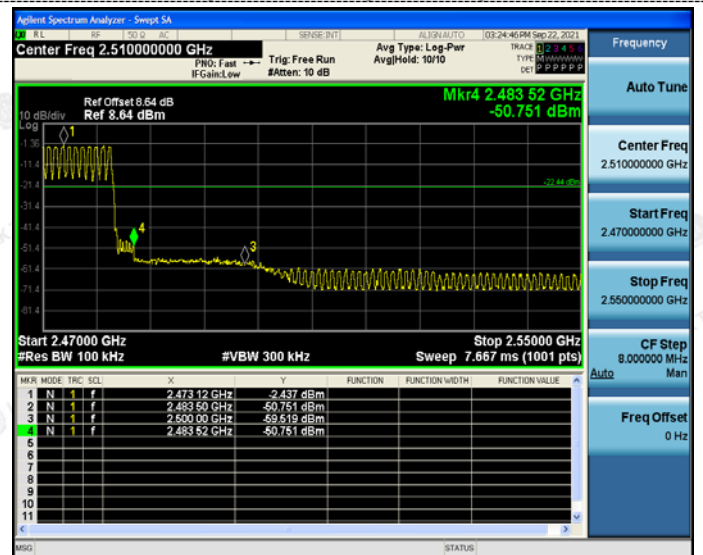 Agilent Spectrum Analyzer - Swept SA
RL RF 50 Ω AC SENSE:INT ALIGNAUTO 03:24:46 PM Sep 22, 2021
Center Freq 2.510000000 GHz
PNO: Fast Trig: Free Run Avg Type: Log-Pwr TRACE 1 2 3 4 5 6
IFGain:Low #Atten: 10 dB Avg|Hold: 10/10 TYPE M
DET P P P P P P
Mkr4 2.483 52 GHz
-50.751 dBm
Ref Offset 8.64 dB
10 dB/div Ref 8.64 dBm
Log
1
-1.36
-11.4
-21.4
-22.44 dBm
-31.4
-41.4
4
-51.4
3
-61.4
-71.4
-81.4
Start 2.47000 GHz Stop 2.55000 GHz
#Res BW 100 kHz #VBW 300 kHz Sweep 7.667 ms (1001 pts)
MKR MODE TRC SCL X Y FUNCTION FUNCTION WIDTH FUNCTION VALUE
1 N 1 f 2.473 12 GHz -2.437 dBm
2 N 1 f 2.483 50 GHz -50.751 dBm
3 N 1 f 2.500 00 GHz -59.519 dBm
4 N 1 f 2.483 52 GHz -50.751 dBm
5
6
7
8
9
10
11
MSG STATUS
Frequency
Auto Tune
Center Freq
2.510000000 GHz
Start Freq
2.470000000 GHz
Stop Freq
2.550000000 GHz
CF Step
8.000000 MHz
Auto Man
Freq Offset
0 Hz